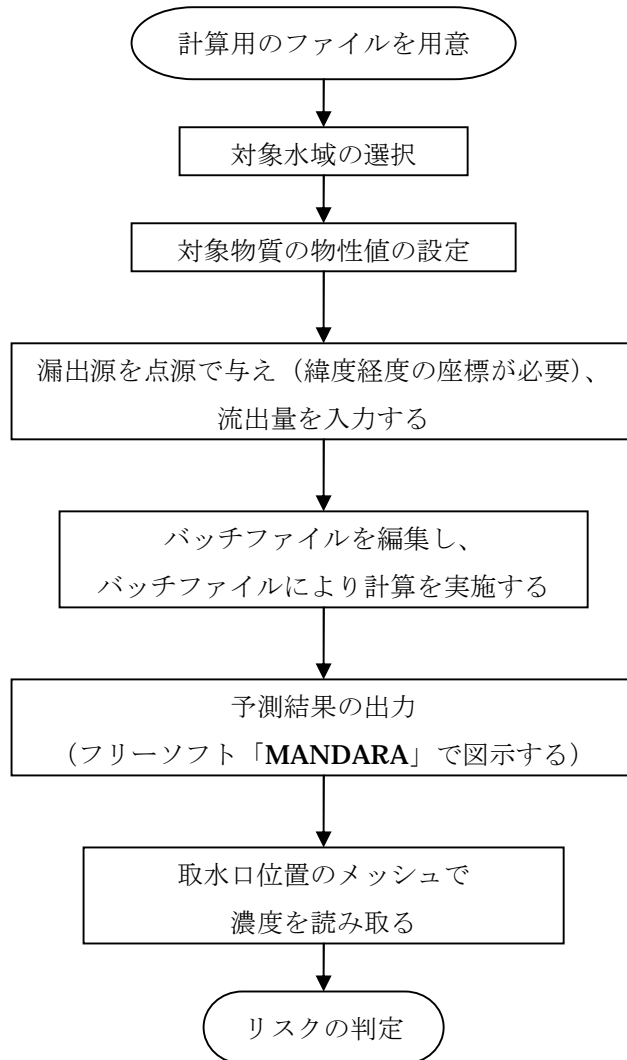 計算用のファイルを用意
対象水域の選択
対象物質の物性値の設定
漏出源を点源で与え（緯度経度の座標が必要）、
流出量を入力する
バッチファイルを編集し、
バッチファイルにより計算を実施する
予測結果の出力
（フリーソフト「MANDARA」で図示する）
取水口位置のメッシュで
濃度を読み取る
リスクの判定